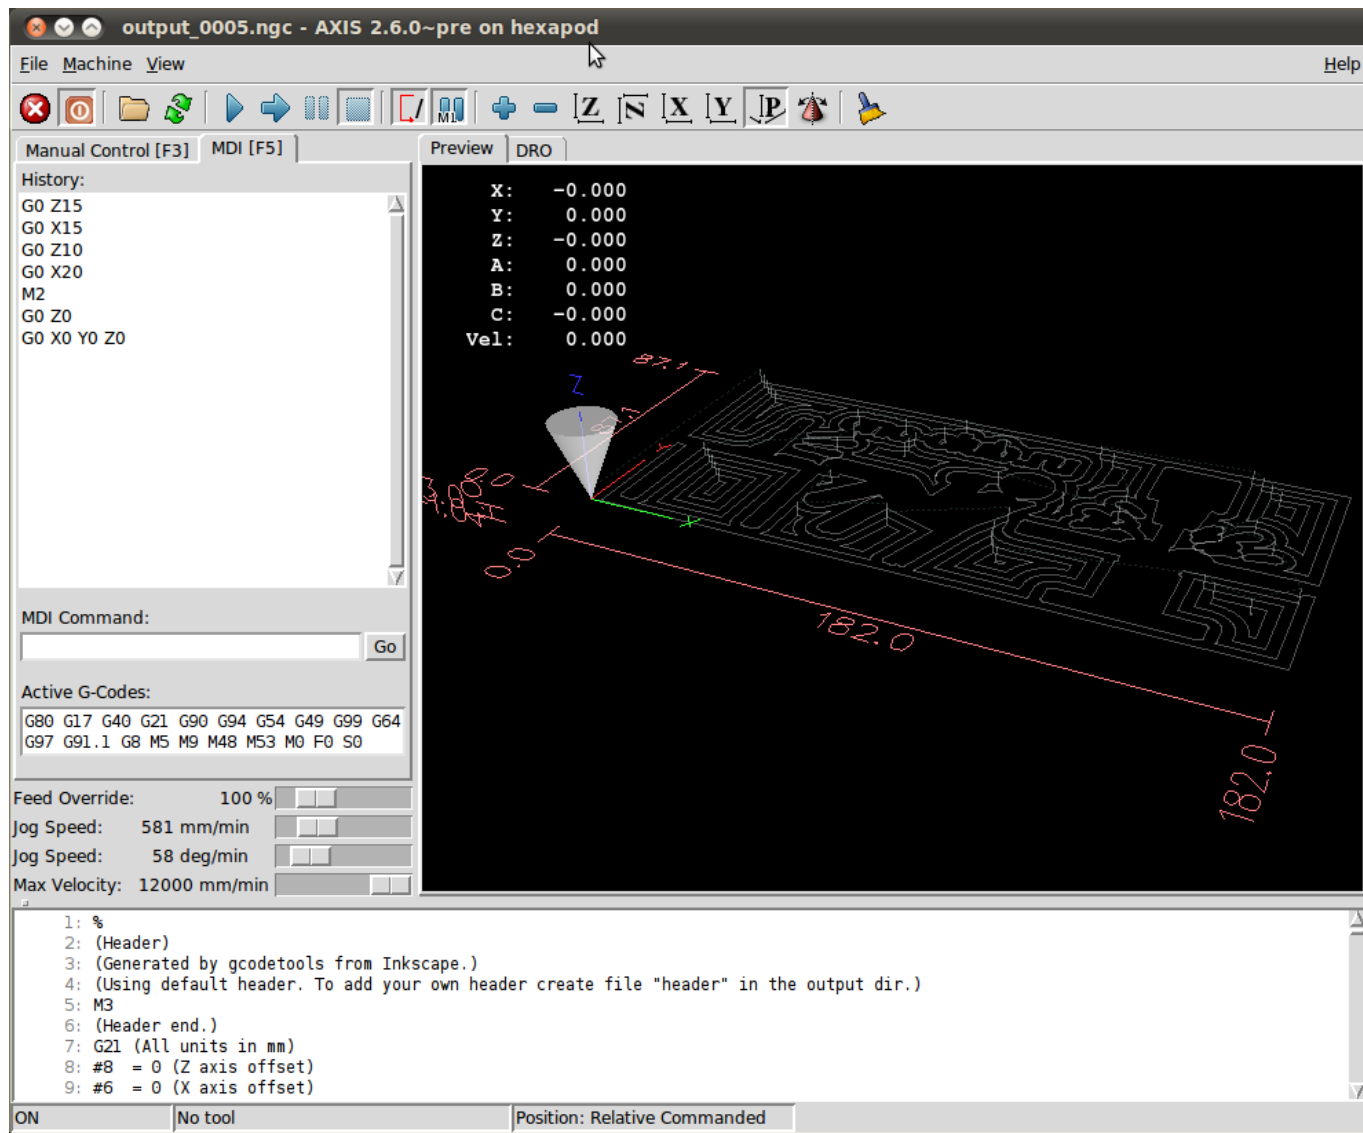 output_0005.ngc - AXIS 2.6.0~pre on hexapod
File Machine View Help
M1 Z N X Y P
Manual Control [F3] MDI [F5] Preview DRO
History:
G0 Z15
G0 X15
G0 Z10
G0 X20
M2
G0 Z0
G0 X0 Y0 Z0
MDI Command:
Go
Active G-Codes:
G80 G17 G40 G21 G90 G94 G54 G49 G99 G64
G97 G91.1 G8 M5 M9 M48 M53 M0 F0 S0
Feed Override: 100 %
Jog Speed: 581 mm/min
Jog Speed: 58 deg/min
Max Velocity: 12000 mm/min
X: -0.000
Y: 0.000
Z: -0.000
A: 0.000
B: 0.000
C: -0.000
Vel: 0.000
87.1
Z
87.1
Y
X
0.0
0.0
182.0
182.0
1: %
2: (Header)
3: (Generated by gcodetools from Inkscape.)
4: (Using default header. To add your own header create file "header" in the output dir.)
5: M3
6: (Header end.)
7: G21 (All units in mm)
8: #8 = 0 (Z axis offset)
9: #6 = 0 (X axis offset)
ON No tool Position: Relative Commanded